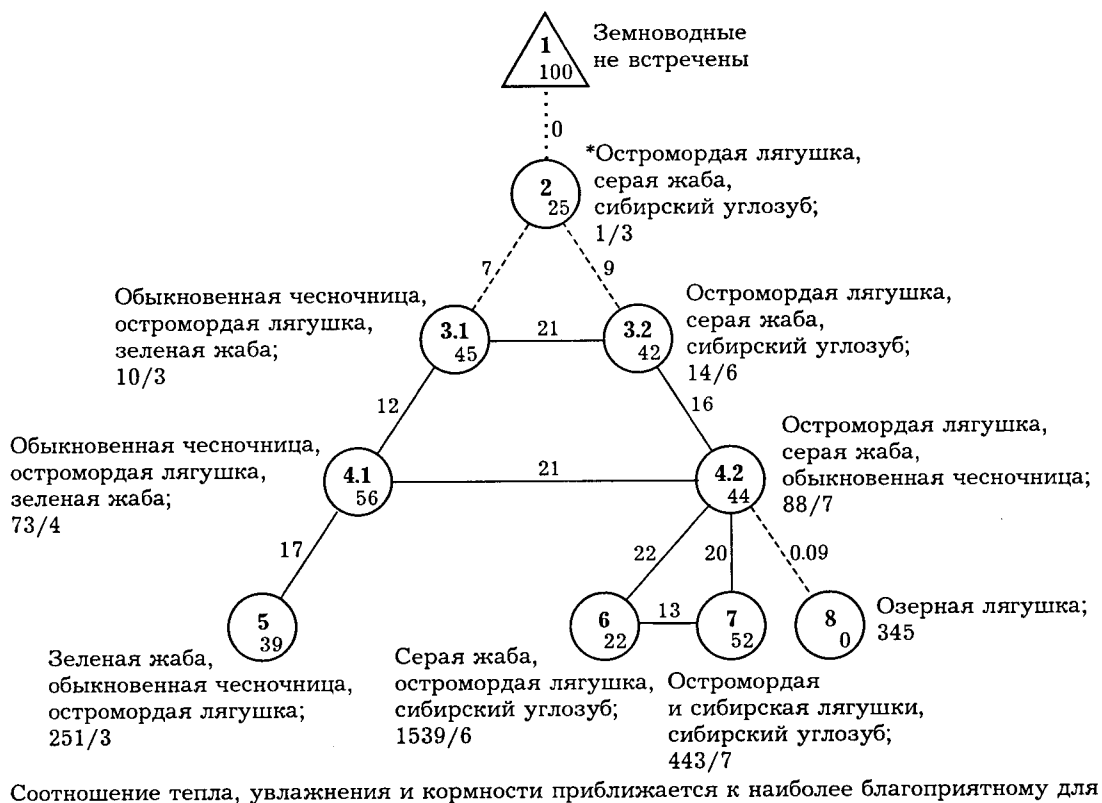 1
100
Земноводные
не встречены
0
2
25
*Остромордая лягушка,
серая жаба,
сибирский углозуб;
1/3
7
9
Обыкновенная чесночница,
остромордая лягушка,
зеленая жаба;
10/3
3.1
45
21
3.2
42
Остромордая лягушка,
серая жаба,
сибирский углозуб;
14/6
12
16
Обыкновенная чесночница,
остромордая лягушка,
зеленая жаба;
73/4
4.1
56
21
4.2
44
Остромордая лягушка,
серая жаба,
обыкновенная чесночница;
88/7
17
22
20
0.09
5
39
Зеленая жаба,
обыкновенная чесночница,
остромордая лягушка;
251/3
6
22
13
7
52
8
0
Озерная лягушка;
345
Серая жаба,
остромордая лягушка,
сибирский углозуб;
1539/6
Остромордая
и сибирская лягушки,
сибирский углозуб;
443/7
Соотношение тепла, увлажнения и кормности приближается к наиболее благоприятному для